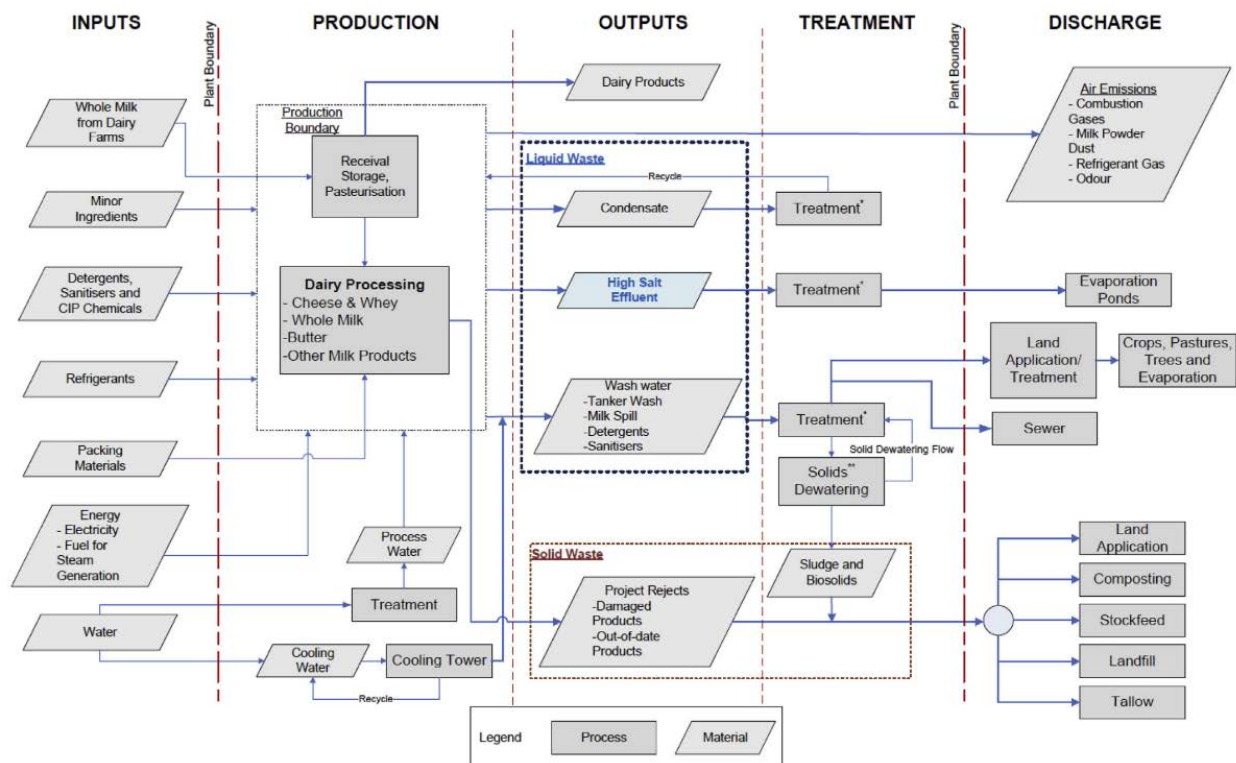 INPUTS
PRODUCTION
OUTPUTS
TREATMENT
DISCHARGE
Plant Boundary
Whole Milk
from Dairy
Farms
Minor
Ingredients
Detergents,
Sanitisers and
CIP Chemicals
Refrigerants
Packing
Materials
Energy
- Electricity
- Fuel for
Steam
Generation
Water
Production
Boundary
Receival
Storage,
Pasteurisation
Dairy Processing
- Cheese & Whey
- Whole Milk
-Butter
-Other Milk Products
Process
Water
Treatment
Cooling
Water
Cooling Tower
Recycle
Dairy Products
Liquid Waste
Recycle
Condensate
High Salt
Effluent
Wash water
-Tanker Wash
-Milk Spill
-Detergents
-Sanitisers
Solid Waste
Project Rejects
-Damaged
Products
-Out-of-date
Products
Treatment*
Treatment*
Treatment*
Solid Dewatering Flow
Solids**
Dewatering
Sludge and
Biosolids
Plant Boundary
Air Emissions
- Combustion
Gases
- Milk Powder
Dust
- Refrigerant Gas
- Odour
Evaporation
Ponds
Land
Application/
Treatment
Crops, Pastures,
Trees and
Evaporation
Sewer
Land
Application
Composting
Stockfeed
Landfill
Tallow
Legend
Process
Material